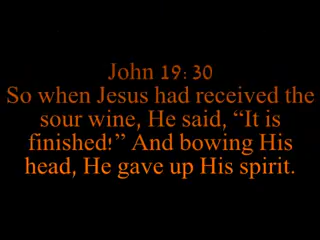 John 19:30
So when Jesus had received the
sour wine, He said, “It is
finished!” And bowing His
head, He gave up His spirit.